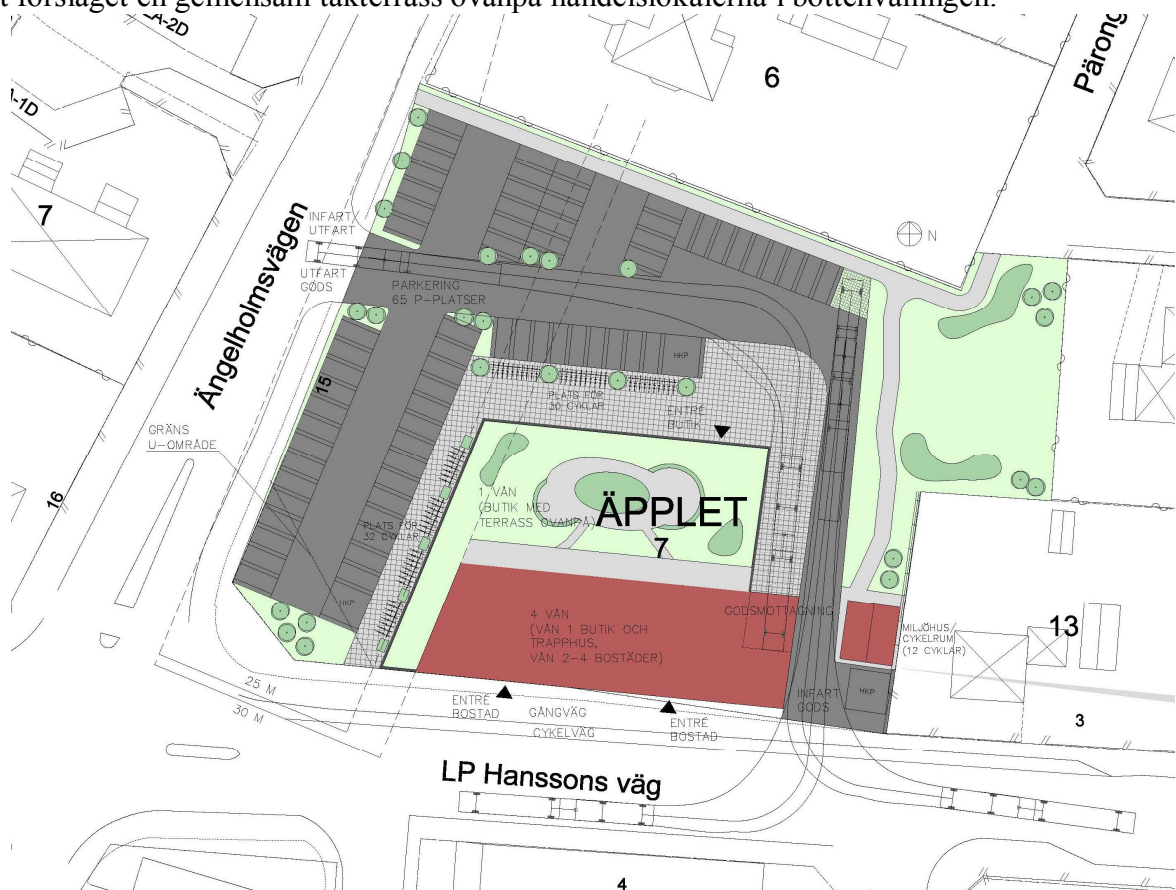 t förslaget en gemensam takterrass ovanpå handelslokalerna i bottenvåningen.
LA-2D
-1D
6
Pärong
7
Ängelholmsvägen
INFART/
UTFART
UTFART
GODS
PARKERING
65 P-PLATSER
N
HKP
15
PLATS FÖR
30 CYKLAR
ENTRÉ
BUTIK
GRÄNS
U-OMRÅDE
16
1 VÅN
(BUTIK MED
TERRASS OVANPÅ)
ÄPPLET
7
PLATS FÖR
32 CYKLAR
HKP
4 VÅN
(VÅN 1 BUTIK OCH
TRAPPHUS,
VÅN 2-4 BOSTÄDER)
GODSMOTTAGNING
MILJÖHUS/
CYKELRUM
(12 CYKLAR)
13
HKP
INFART
GODS
3
25 M
30 M
ENTRÉ
BOSTAD
GÅNGVÄG
CYKELVÄG
ENTRÉ
BOSTAD
LP Hanssons väg
4